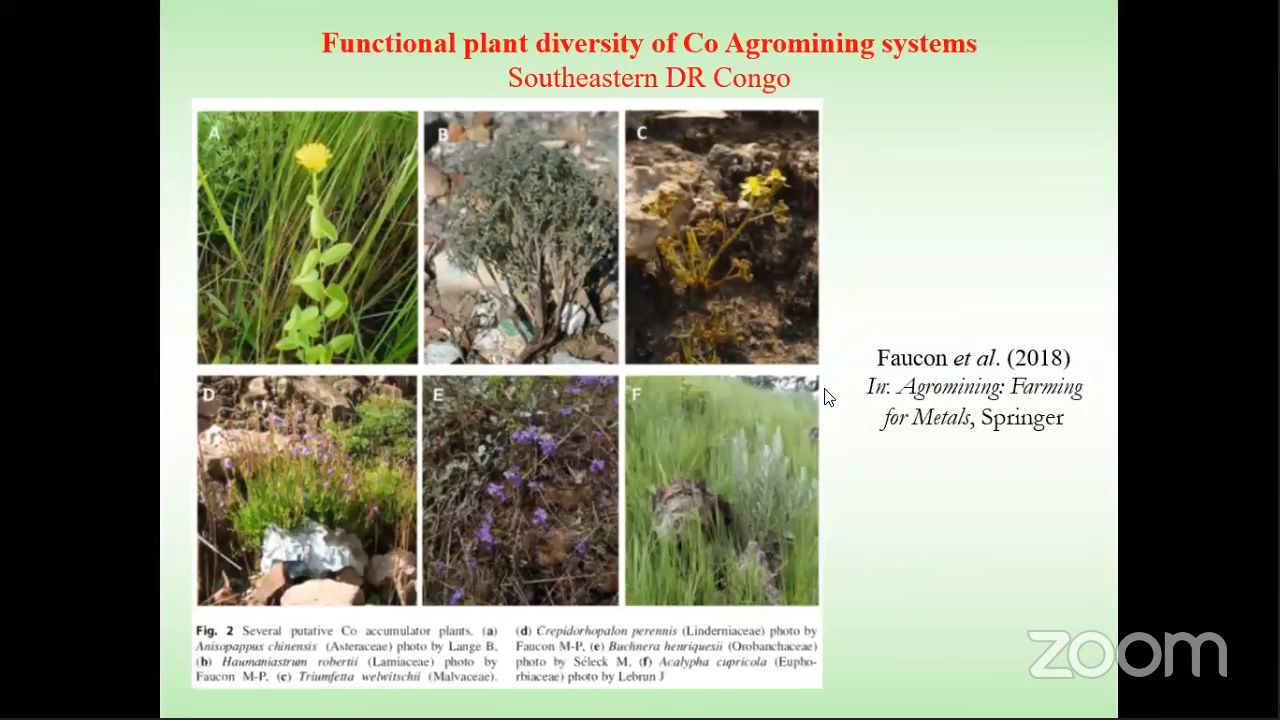 Functional plant diversity of Co Agromining systems
Southeastern DR Congo
A
B
C
D
E
F
Faucon et al. (2018)
In: Agromining: Farming
for Metals, Springer
Fig. 2 Several putative Co accumulator plants. (a)
Anisopappus chinensis (Asteraceae) photo by Lange B,
(b) Haumaniastrum robertii (Lamiaceae) photo by
Faucon M-P, (c) Triumfetta welwitschii (Malvaceae).
(d) Crepidorhopalon perennis (Linderniaceae) photo by
Faucon M-P, (e) Buchnera henriquesii (Orobanchaceae)
photo by Séleck M, (f) Acalypha cupricola (Eupho-
rbiaceae) photo by Lebrun J
zoom